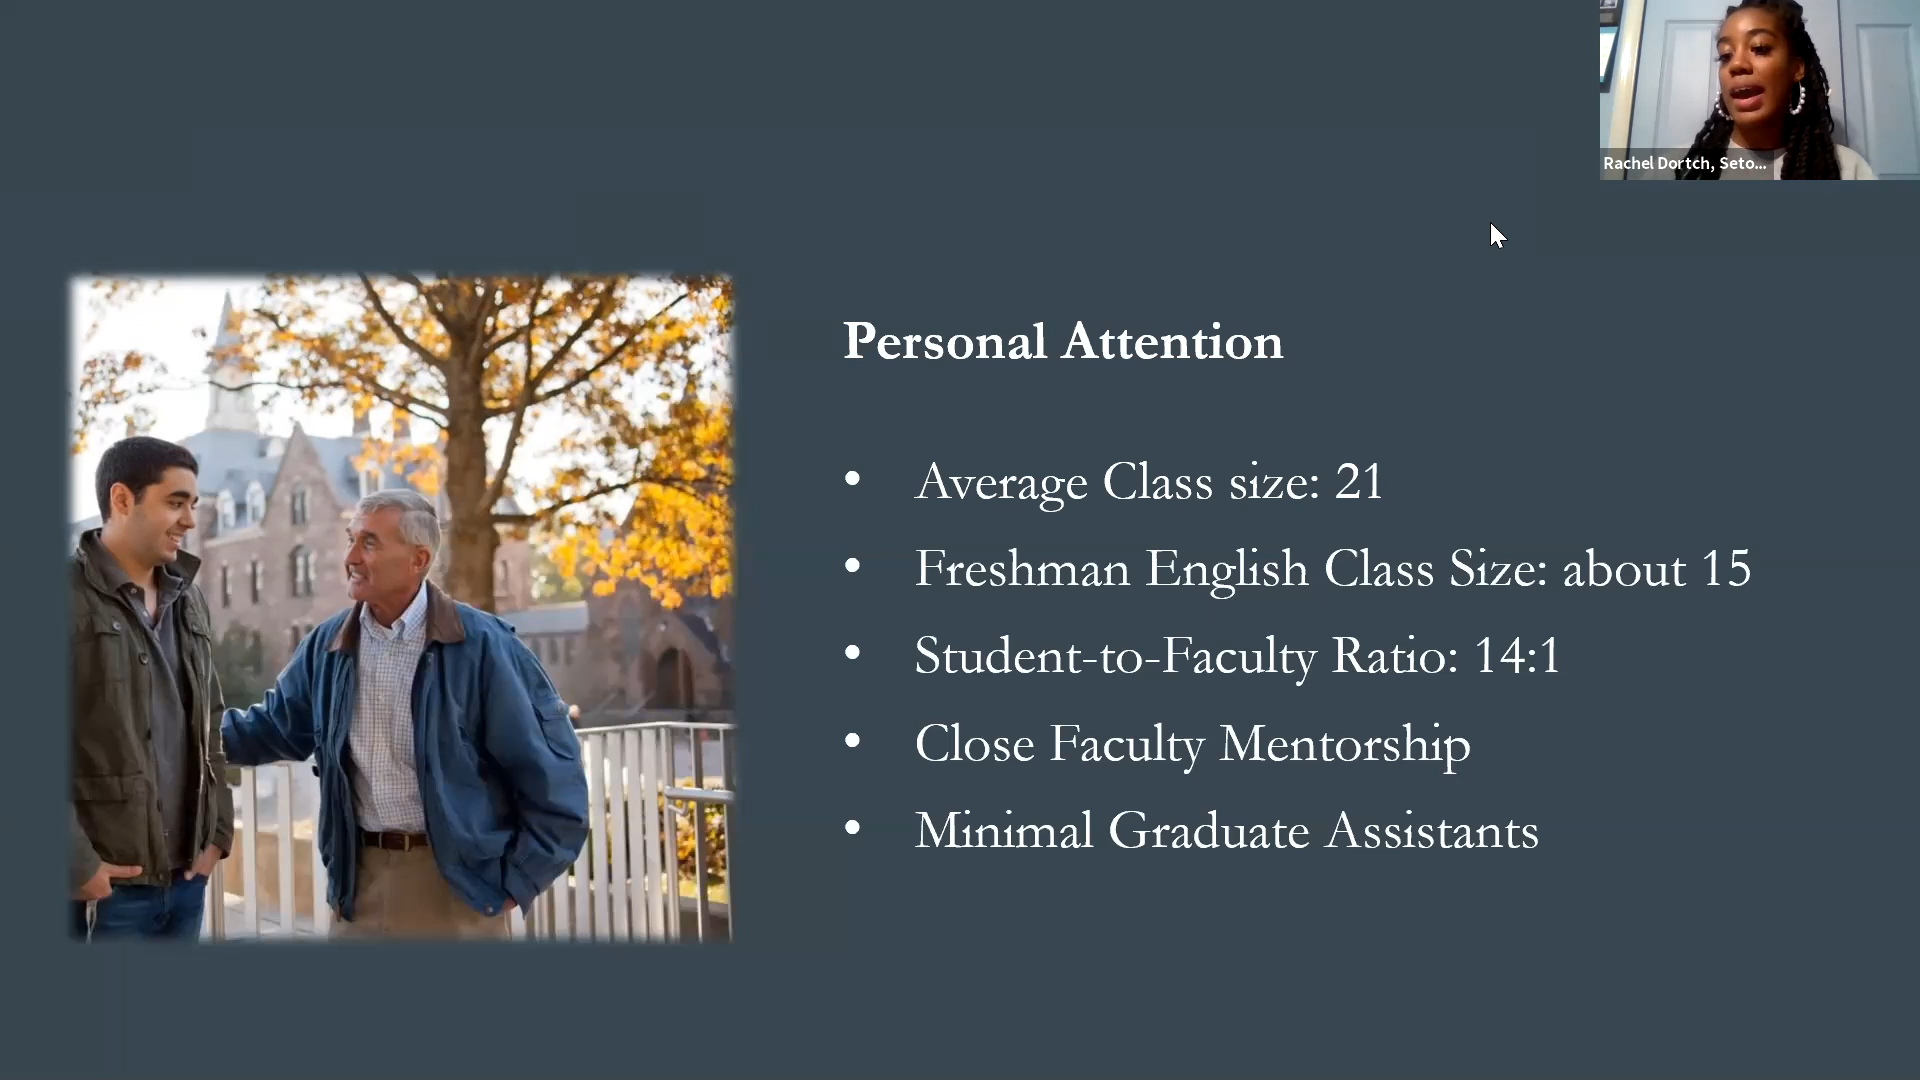 Rachel Dortch, Seto...
Personal Attention
• Average Class size: 21
• Freshman English Class Size: about 15
• Student-to-Faculty Ratio: 14:1
• Close Faculty Mentorship
• Minimal Graduate Assistants